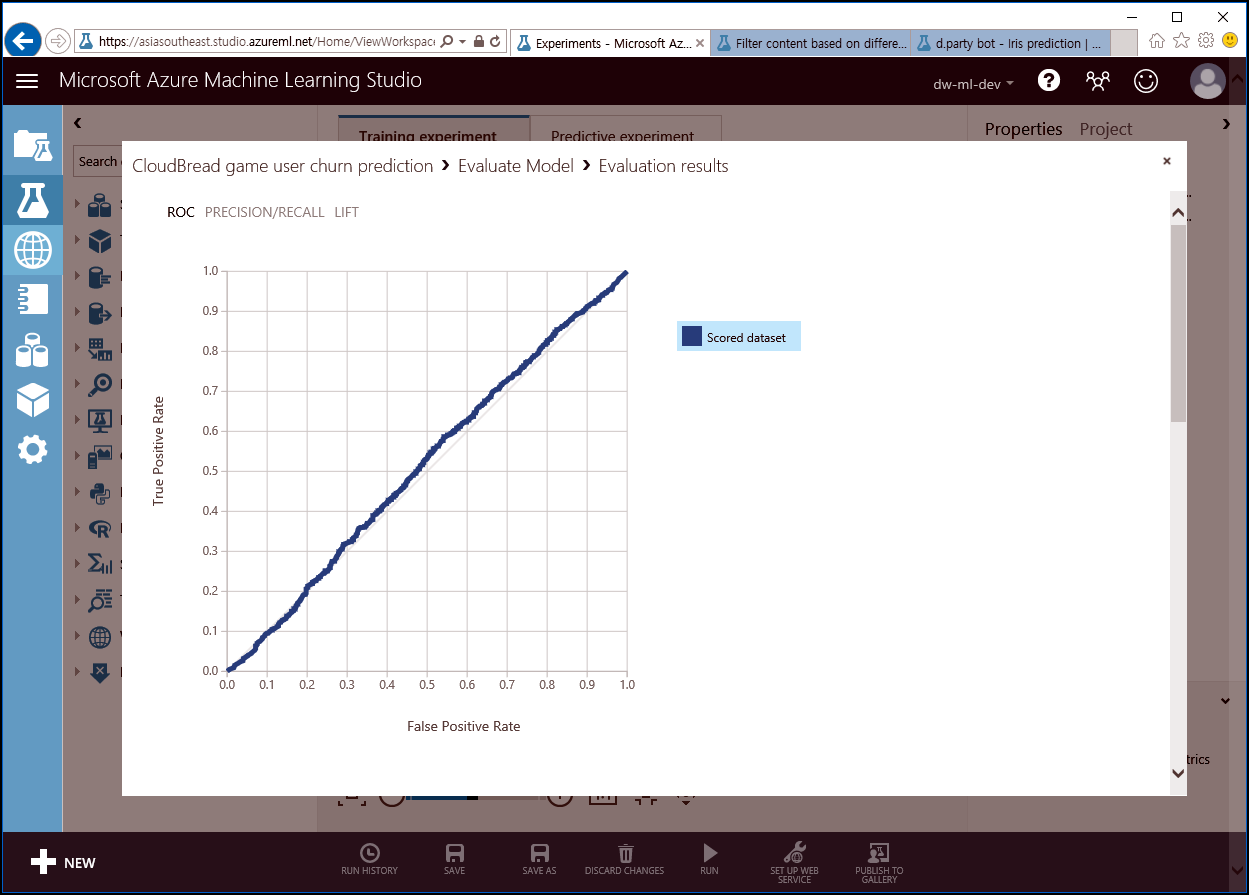 https://asiasoutheast.studio.azureml.net/Home/ViewWorkspac
Experiments - Microsoft Az...
Filter content based on differe...
d.party bot - Iris prediction | ...
Microsoft Azure Machine Learning Studio
dw-ml-dev
Training experiment
Predictive experiment
Properties
Project
Search
CloudBread game user churn prediction › Evaluate Model › Evaluation results
ROC PRECISION/RECALL LIFT
1.0
0.9
0.8
0.7
0.6
0.5
0.4
0.3
0.2
0.1
0.0
True Positive Rate
0.0 0.1 0.2 0.3 0.4 0.5 0.6 0.7 0.8 0.9 1.0
False Positive Rate
Scored dataset
NEW
RUN HISTORY
SAVE
SAVE AS
DISCARD CHANGES
RUN
SET UP WEB
SERVICE
PUBLISH TO
GALLERY